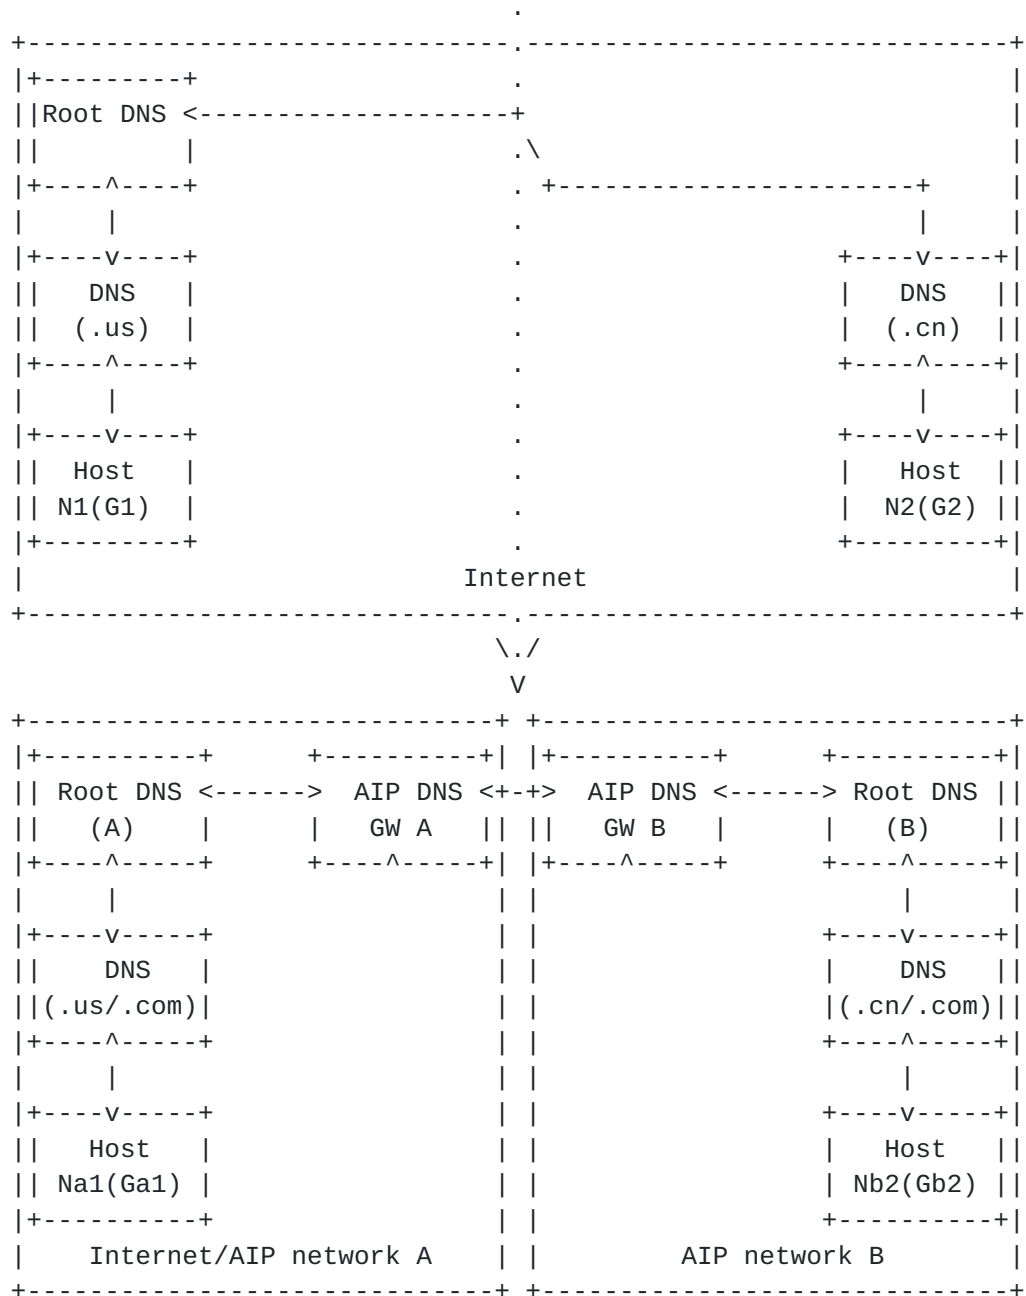 .
+-------------------------------.-------------------------------+
|+---------+                    .                               |
||Root DNS <--------------------+                               |
||         |                    .\                              |
|+----^----+                    . +-----------------------+     |
|     |                         .                         |     |
|+----v----+                    .                    +----v----+|
||   DNS   |                    .                    |   DNS   ||
||  (.us)  |                    .                    |  (.cn)  ||
|+----^----+                    .                    +----^----+|
|     |                         .                         |     |
|+----v----+                    .                    +----v----+|
||  Host   |                    .                    |   Host  ||
|| N1(G1)  |                    .                    |  N2(G2) ||
|+---------+                    .                    +---------+|
|                            Internet                           |
+-------------------------------.-------------------------------+
                               \./
                                V
+------------------------------+ +------------------------------+
|+----------+      +----------+| |+----------+      +----------+|
|| Root DNS <------>  AIP DNS <+-+>  AIP DNS <------> Root DNS ||
||   (A)    |      |   GW A   || ||   GW B   |      |   (B)    ||
|+----^-----+      +----^-----+| |+----^-----+      +----^-----+|
|     |                        | |                       |      |
|+----v-----+                  | |                  +----v-----+|
||    DNS   |                  | |                  |    DNS   ||
||(.us/.com)|                  | |                  |(.cn/.com)||
|+----^-----+                  | |                  +----^-----+|
|     |                        | |                       |      |
|+----v-----+                  | |                  +----v-----+|
||   Host   |                  | |                  |   Host   ||
|| Na1(Ga1) |                  | |                  | Nb2(Gb2) ||
|+----------+                  | |                  +----------+|
|    Internet/AIP network A    | |         AIP network B        |
+------------------------------+ +------------------------------+